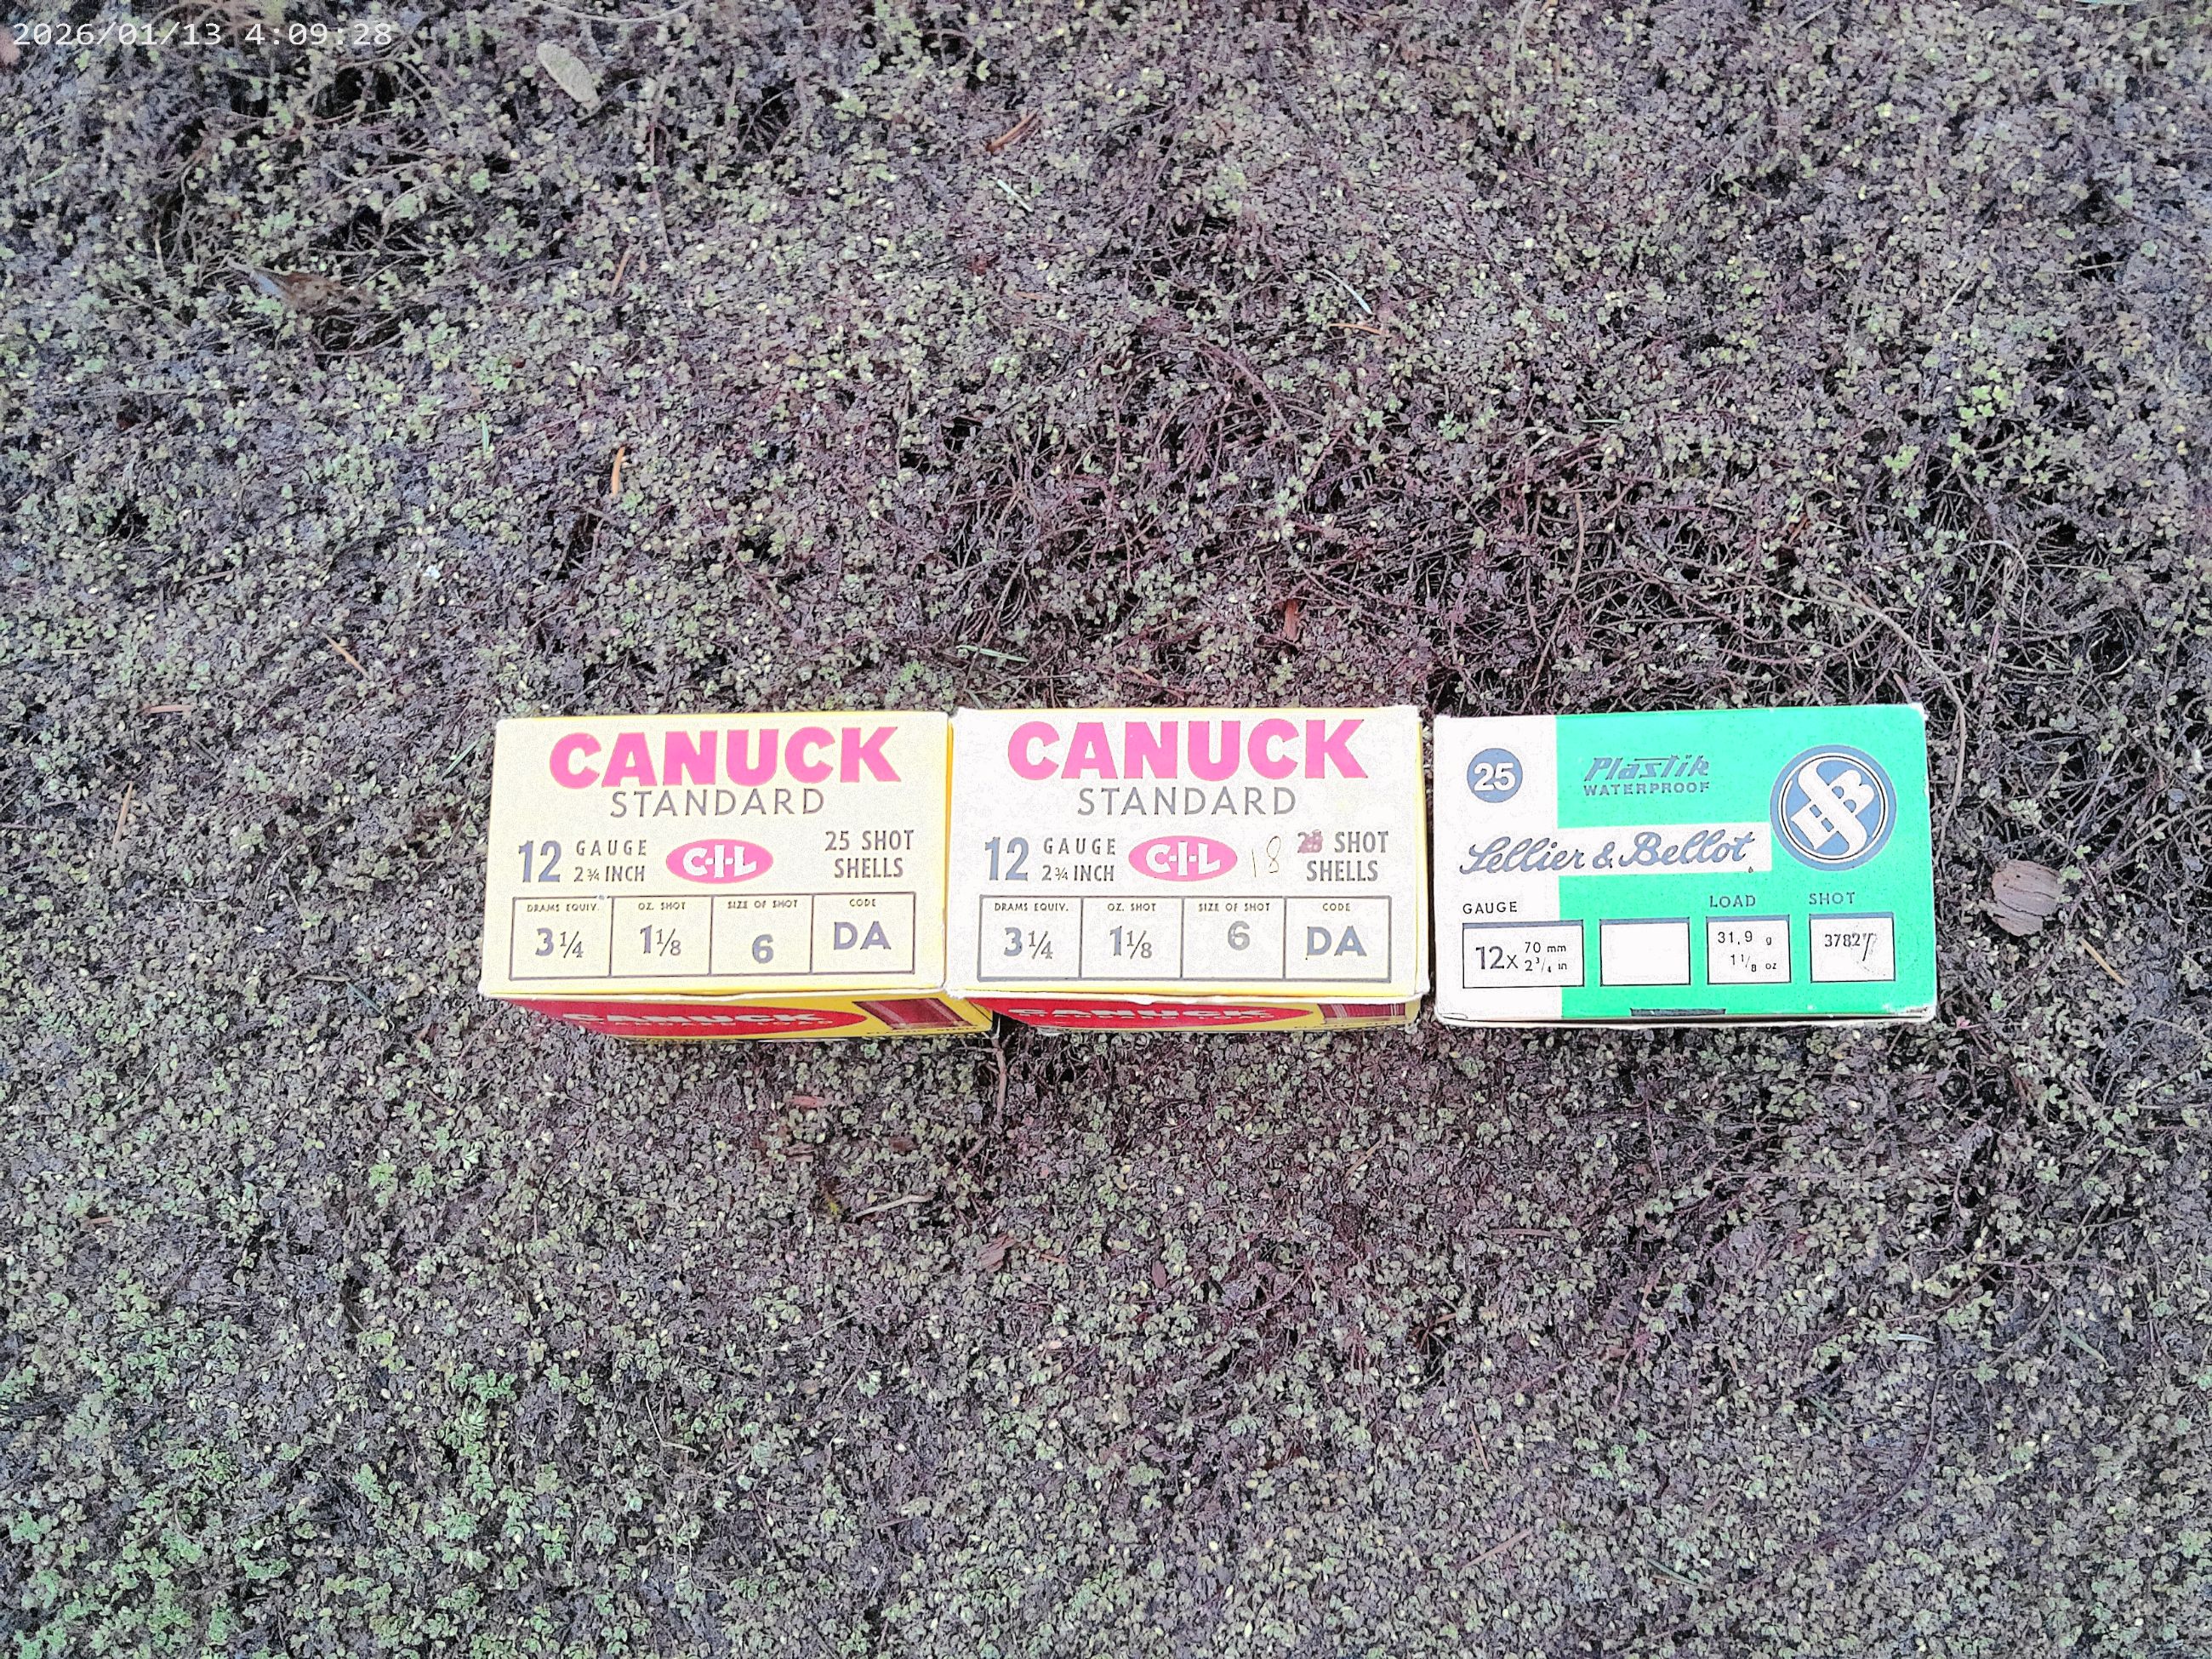 2026/01/13 4:09:28
CANUCK
STANDARD
12 GAUGE
2¾ INCH
C-I-L
25 SHOT
SHELLS
DRAMS EQUIV.
3¼
OZ. SHOT
1⅛
SIZE OF SHOT
6
CODE
DA
CANUCK
CANUCK
STANDARD
12 GAUGE
2¾ INCH
C-I-L
18
25 SHOT
SHELLS
DRAMS EQUIV.
3¼
OZ. SHOT
1⅛
SIZE OF SHOT
6
CODE
DA
CANUCK
25
Plastik
WATERPROOF
Sellier & Bellot
GAUGE
12x 70 mm
2¾ in
LOAD
31,9 g
1⅛ oz
SHOT